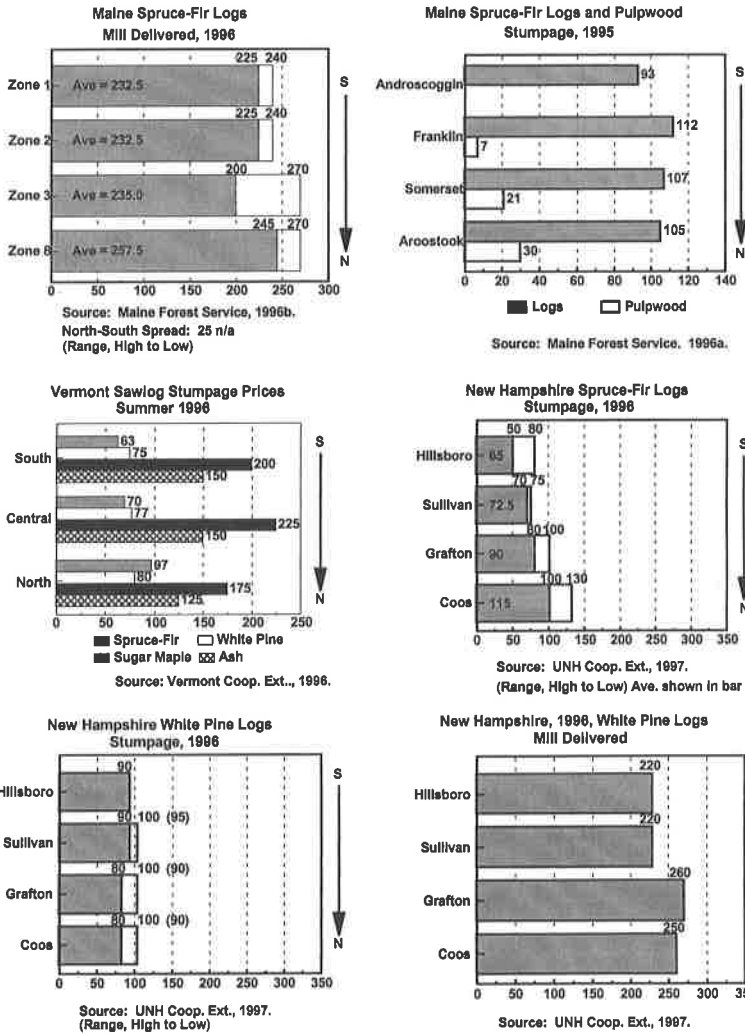 Maine Spruce-Fir Logs
Mill Delivered, 1996
225 240
Zone 1 Ave = 232.5
225 240
Zone 2 Ave = 232.5
200 270
Zone 3 Ave = 235.0
245 270
Zone 8 Ave = 257.5
0 50 100 150 200 250 300
Source: Maine Forest Service, 1996b.
North-South Spread: 25 n/a
(Range, High to Low)
S
N
Maine Spruce-Fir Logs and Pulpwood
Stumpage, 1995
Androscoggin 93
Franklin 112
7
Somerset 107
21
Aroostook 105
30
0 20 40 60 80 100 120 140
Logs Pulpwood
Source: Maine Forest Service. 1996a.
S
N
Vermont Sawlog Stumpage Prices
Summer 1996
63
South 75
200
150
70
Central 77
225
150
97
North 80
175
125
0 50 100 150 200 250
Spruce-Fir White Pine
Sugar Maple Ash
Source: Vermont Coop. Ext.., 1996.
S
N
New Hampshire Spruce-Fir Logs
Stumpage, 1996
50 80
Hillsboro 65
70 75
Sullivan 72.5
80 100
Grafton 90
100 130
Coos 115
0 50 100 150 200 250 300 350
Source: UNH Coop. Ext., 1997.
(Range, High to Low) Ave. shown in bar
S
N
New Hampshire White Pine Logs
Stumpage, 1996
90
Hillsboro
90 100 (95)
Sullivan
80 100 (90)
Grafton
80 100 (90)
Coos
0 50 100 150 200 250 300 350
Source: UNH Coop. Ext., 1997.
(Range, High to Low)
S
N
New Hampshire, 1996, White Pine Logs
Mill Delivered
220
Hillsboro
220
Sullivan
260
Grafton
250
Coos
0 50 100 150 200 250 300 35
Source: UNH Coop. Ext., 1997.